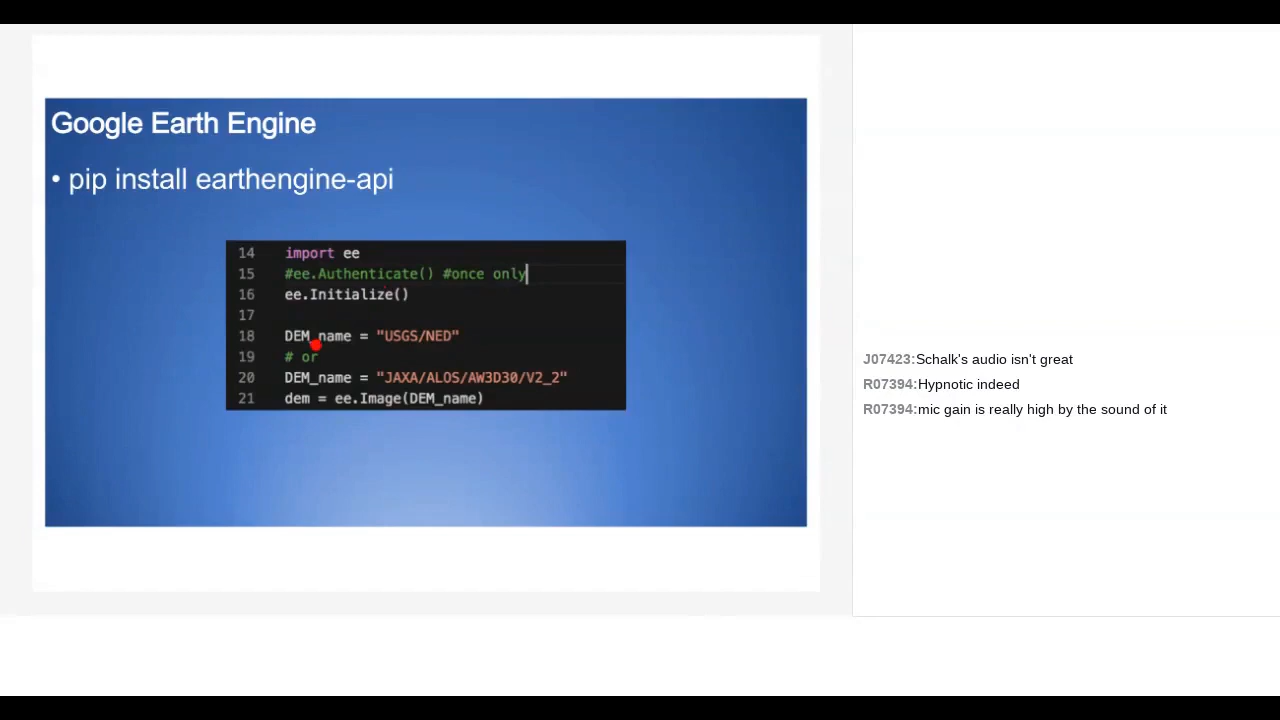 Google Earth Engine
• pip install earthengine-api
14 import ee
15 #ee.Authenticate() #once only
16 ee.Initialize()
17
18 DEM_name = "USGS/NED"
19 # or
20 DEM_name = "JAXA/ALOS/AW3D30/V2_2"
21 dem = ee.Image(DEM_name)
J07423:Schalk's audio isn't great
R07394:Hypnotic indeed
R07394:mic gain is really high by the sound of it